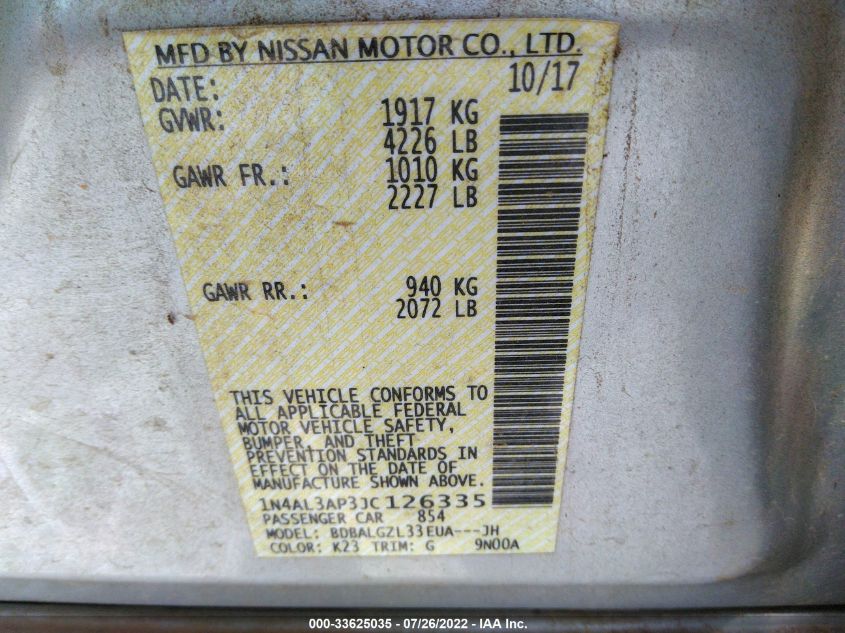 MFD BY NISSAN MOTOR CO., LTD.
DATE: 10/17
GVWR: 1917 KG
4226 LB
GAWR FR.: 1010 KG
2227 LB
GAWR RR.: 940 KG
2072 LB
THIS VEHICLE CONFORMS TO
ALL APPLICABLE FEDERAL
MOTOR VEHICLE SAFETY,
BUMPER, AND THEFT
PREVENTION STANDARDS IN
EFFECT ON THE DATE OF
MANUFACTURE SHOWN ABOVE.
1N4AL3AP3JC126335
PASSENGER CAR 854
MODEL: BDBALGZL33EUA---JH
COLOR: K23 TRIM: G 9N00A
000-33625035 - 07/26/2022 - IAA Inc.